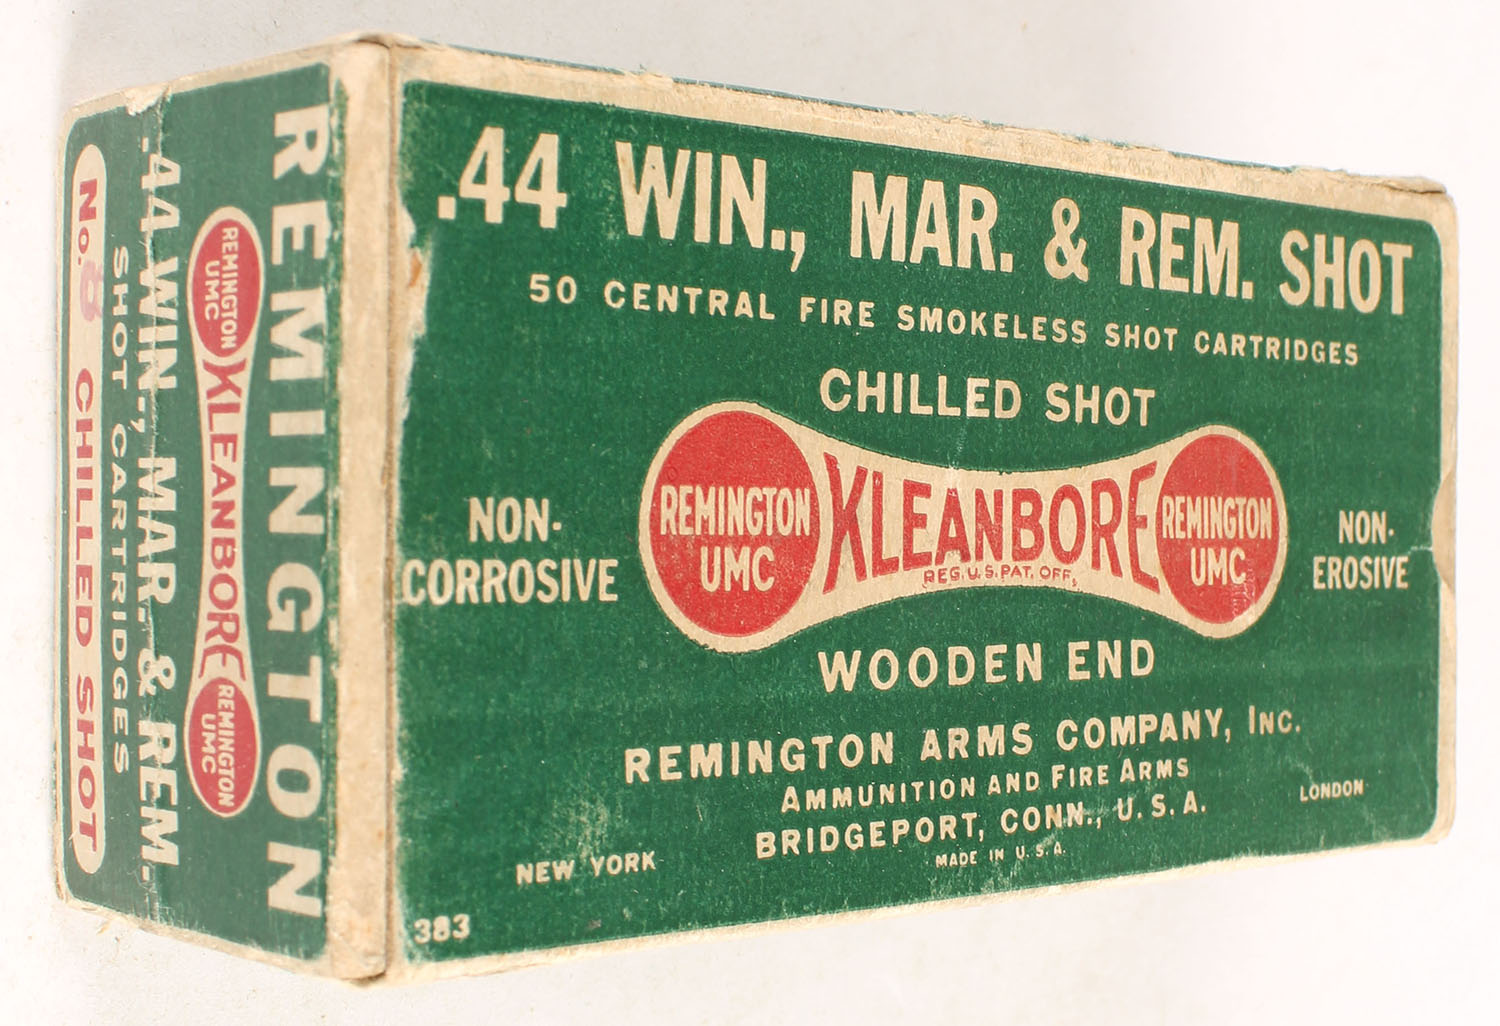 .44 WIN., MAR. & REM. SHOT
50 CENTRAL FIRE SMOKELESS SHOT CARTRIDGES
CHILLED SHOT
NON-
CORROSIVE
REMINGTON
UMC
KLEANBORE
REG. U.S. PAT. OFF.
REMINGTON
UMC
NON-
EROSIVE
WOODEN END
REMINGTON ARMS COMPANY, INC.
AMMUNITION AND FIRE ARMS
BRIDGEPORT, CONN., U.S.A.
NEW YORK
MADE IN U.S.A.
LONDON
383
REMINGTON
REMINGTON
UMC
KLEANBORE
REMINGTON
UMC
.44 WIN., MAR. & REM.
SHOT CARTRIDGES
No. 8 CHILLED SHOT